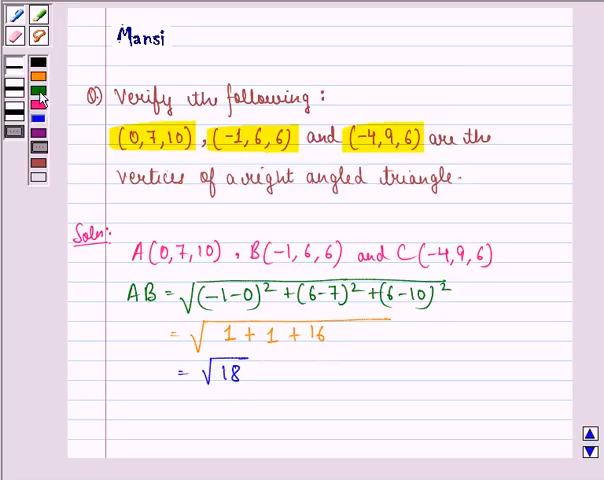 Mansi
Q) Verify the following :
(0,7,10) , (-1,6,6) and (-4,9,6) are the
vertices of a right angled triangle.
Soln:
A(0,7,10) , B(-1,6,6) and C(-4,9,6)
AB = √(-1-0)² + (6-7)² + (6-10)²
= √1 + 1 + 16
= √18